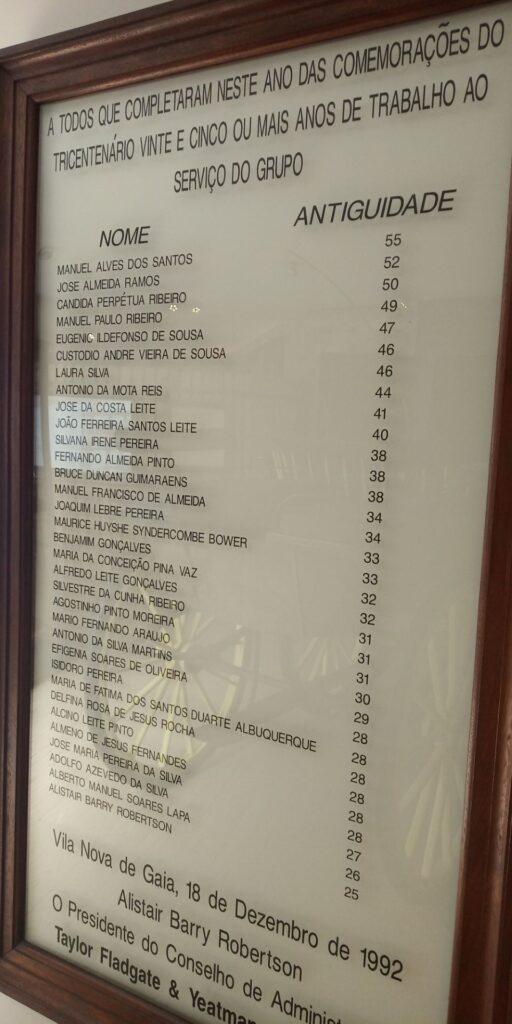 A TODOS QUE COMPLETARAM NESTE ANO DAS COMEMORAÇÕES DO
TRICENTENÁRIO VINTE E CINCO OU MAIS ANOS DE TRABALHO AO
SERVIÇO DO GRUPO
NOME ANTIGUIDADE
MANUEL ALVES DOS SANTOS 55
JOSE ALMEIDA RAMOS 52
CANDIDA PERPÉTUA RIBEIRO 50
MANUEL PAULO RIBEIRO 49
EUGENIO ILDEFONSO DE SOUSA 47
CUSTODIO ANDRE VIEIRA DE SOUSA 46
LAURA SILVA 46
ANTONIO DA MOTA REIS 44
JOSE DA COSTA LEITE 41
JOÃO FERREIRA SANTOS LEITE 40
SILVANA IRENE PEREIRA 38
FERNANDO ALMEIDA PINTO 38
BRUCE DUNCAN GUIMARAENS 38
MANUEL FRANCISCO DE ALMEIDA 34
JOAQUIM LEBRE PEREIRA 34
MAURICE HUYSHE SYNDERCOMBE BOWER 33
BENJAMIM GONÇALVES 33
MARIA DA CONCEIÇÃO PINA VAZ 32
ALFREDO LEITE GONÇALVES 32
SILVESTRE DA CUNHA RIBEIRO 31
AGOSTINHO PINTO MOREIRA 31
MARIO FERNANDO ARAUJO 31
ANTONIO DA SILVA MARTINS 30
EFIGENIA SOARES DE OLIVEIRA 29
ISIDORO PEREIRA 28
MARIA DE FATIMA DOS SANTOS DUARTE ALBUQUERQUE 28
DELFINA ROSA DE JESUS ROCHA 28
ALCINO LEITE PINTO 28
ALMENO DE JESUS FERNANDES 28
JOSE MARIA PEREIRA DA SILVA 28
ADOLFO AZEVEDO DA SILVA 27
ALBERTO MANUEL SOARES LAPA 26
ALISTAIR BARRY ROBERTSON 25
Vila Nova de Gaia, 18 de Dezembro de 1992
Alistair Barry Robertson
O Presidente do Conselho de Administ
Taylor Fladgate & Yeatma